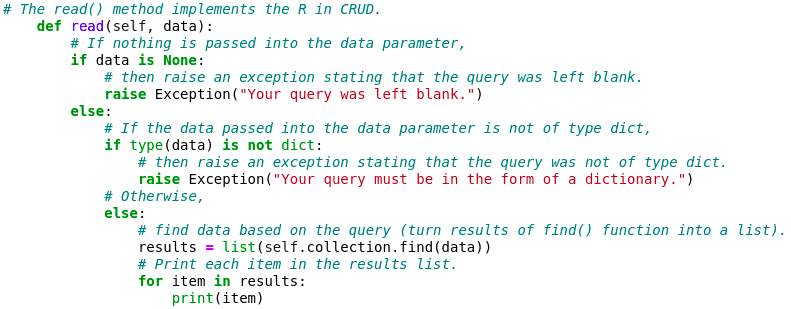 # The read() method implements the R in CRUD.
    def read(self, data):
        # If nothing is passed into the data parameter,
        if data is None:
            # then raise an exception stating that the query was left blank.
            raise Exception("Your query was left blank.")
        else:
            # If the data passed into the data parameter is not of type dict,
            if type(data) is not dict:
                # then raise an exception stating that the query was not of type dict.
                raise Exception("Your query must be in the form of a dictionary.")
            # Otherwise,
            else:
                # find data based on the query (turn results of find() function into a list).
                results = list(self.collection.find(data))
                # Print each item in the results list.
                for item in results:
                    print(item)